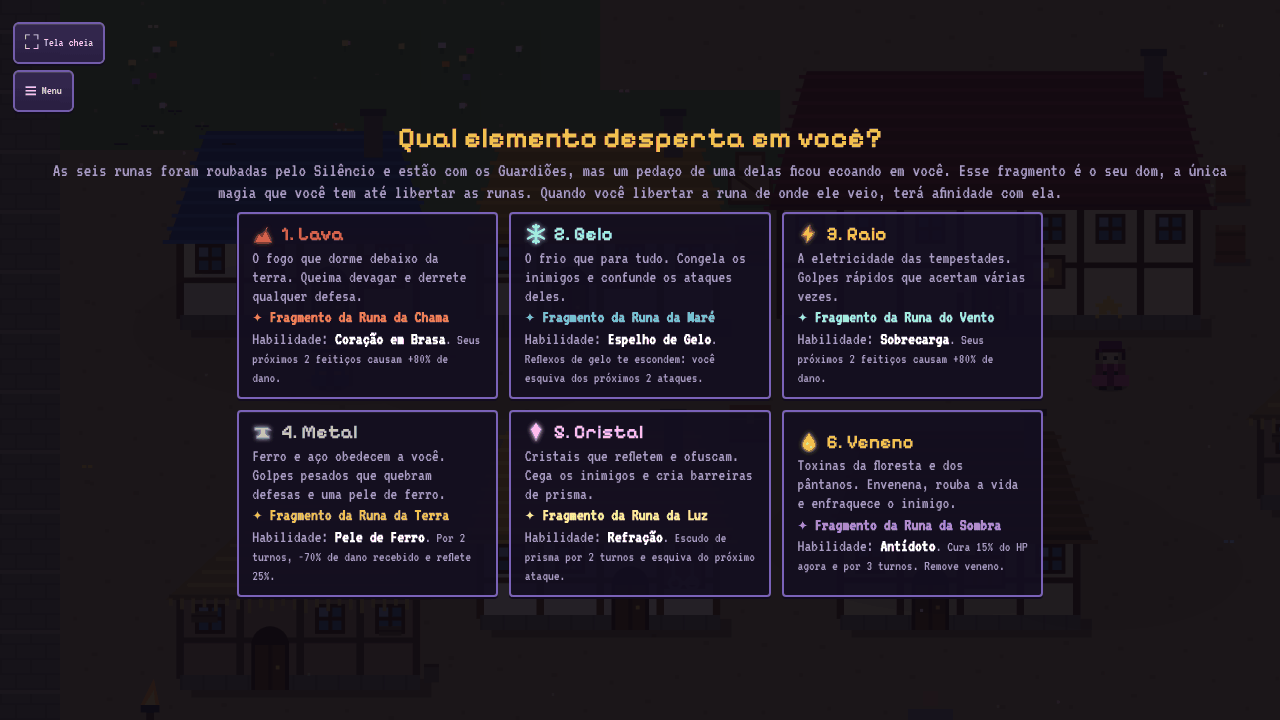 Tela cheia
Menu
Qual elemento desperta em você?
As seis runas foram roubadas pelo Silêncio e estão com os Guardiões, mas um pedaço de uma delas ficou ecoando em você. Esse fragmento é o seu dom, a única
magia que você tem até libertar as runas. Quando você libertar a runa de onde ele veio, terá afinidade com ela.
1. Lava
O fogo que dorme debaixo da
terra. Queima devagar e derrete
qualquer defesa.
✦ Fragmento da Runa da Chama
Habilidade: Coração em Brasa. Seus
próximos 2 feitiços causam +80% de
dano.
2. Gelo
O frio que para tudo. Congela os
inimigos e confunde os ataques
deles.
✦ Fragmento da Runa da Maré
Habilidade: Espelho de Gelo.
Reflexos de gelo te escondem: você
esquiva dos próximos 2 ataques.
3. Raio
A eletricidade das tempestades.
Golpes rápidos que acertam várias
vezes.
✦ Fragmento da Runa do Vento
Habilidade: Sobrecarga. Seus
próximos 2 feitiços causam +80% de
dano.
4. Metal
Ferro e aço obedecem a você.
Golpes pesados que quebram
defesas e uma pele de ferro.
✦ Fragmento da Runa da Terra
Habilidade: Pele de Ferro. Por 2
turnos, -70% de dano recebido e reflete
25%.
5. Cristal
Cristais que refletem e ofuscam.
Cega os inimigos e cria barreiras
de prisma.
✦ Fragmento da Runa da Luz
Habilidade: Refração. Escudo de
prisma por 2 turnos e esquiva do próximo
ataque.
6. Veneno
Toxinas da floresta e dos
pântanos. Envenena, rouba a vida
e enfraquece o inimigo.
✦ Fragmento da Runa da Sombra
Habilidade: Antídoto. Cura 15% do HP
agora e por 3 turnos. Remove veneno.